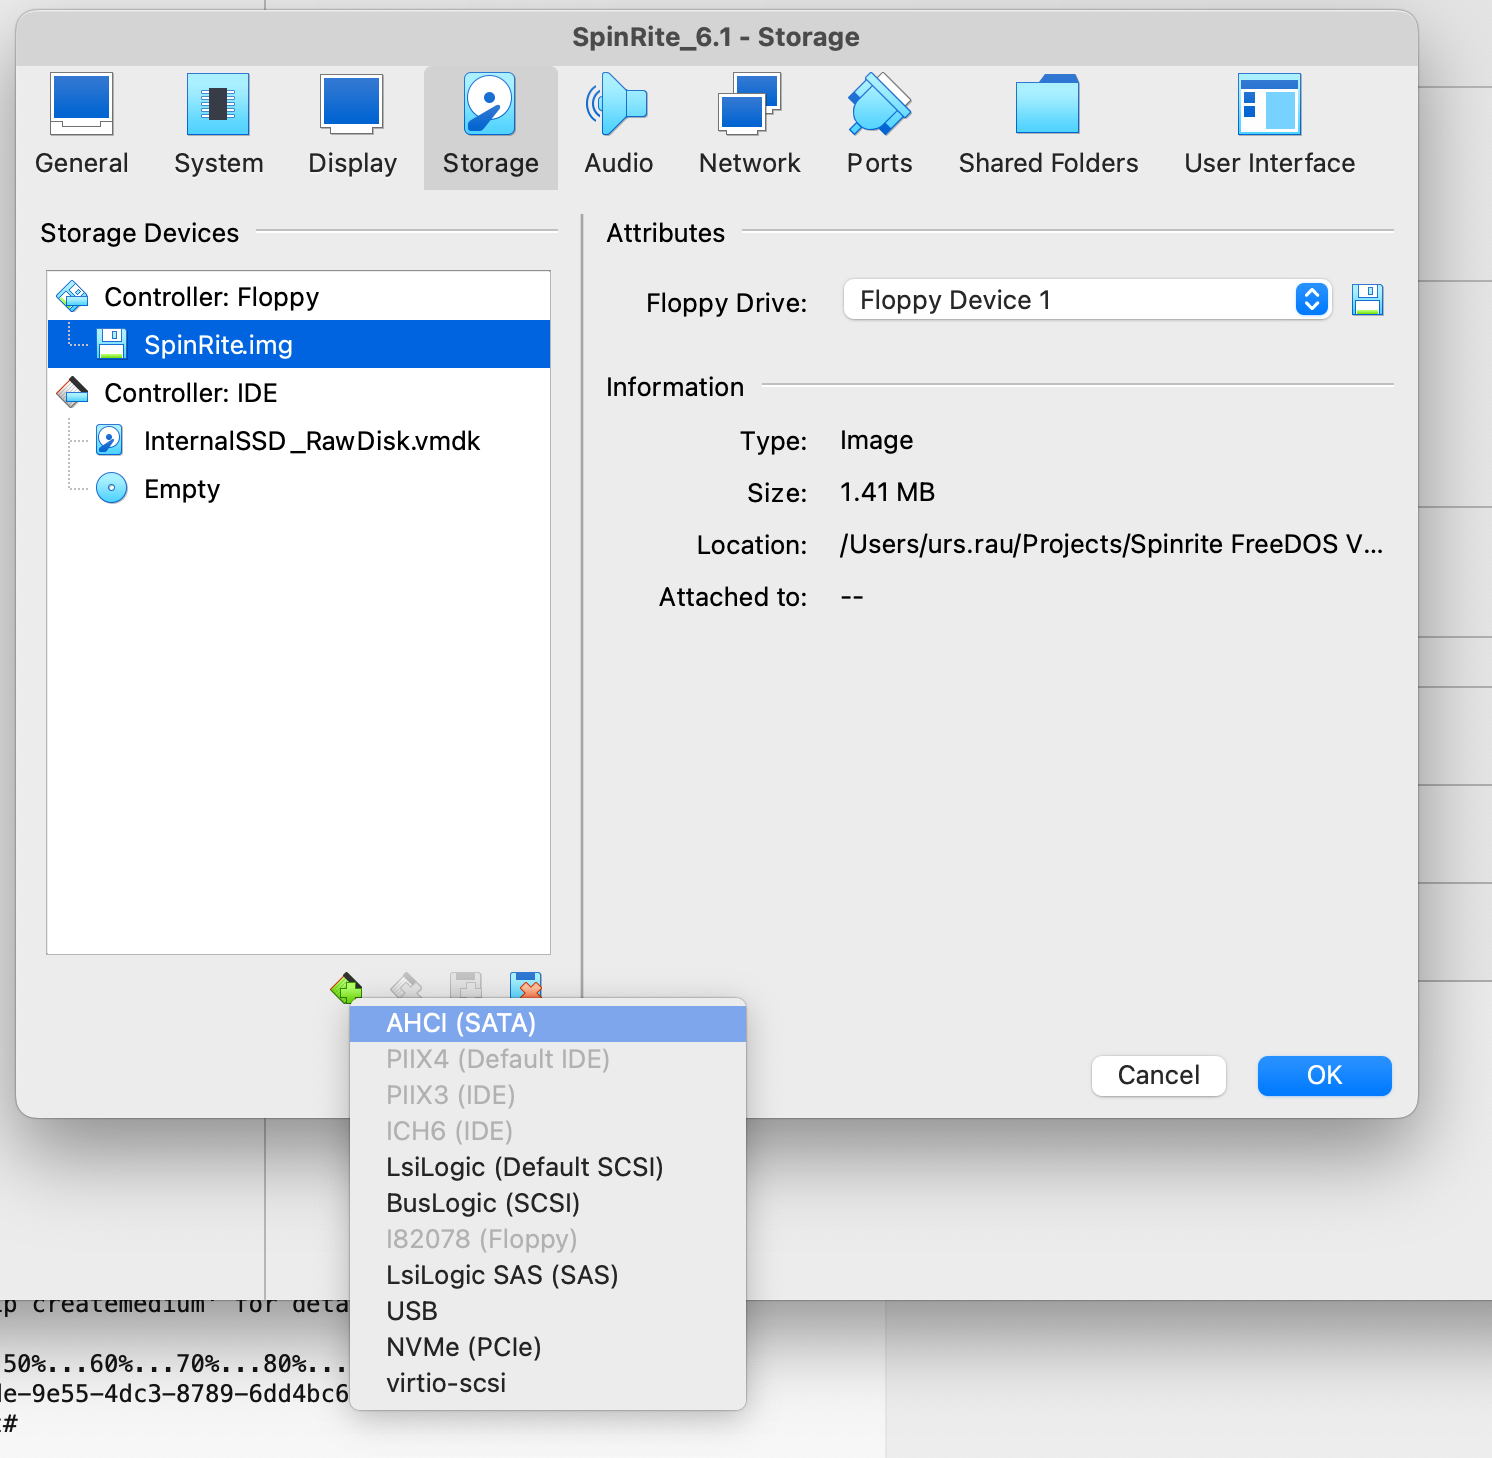 SpinRite_6.1 - Storage
General
System
Display
Storage
Audio
Network
Ports
Shared Folders
User Interface
Storage Devices
Controller: Floppy
SpinRite.img
Controller: IDE
InternalSSD_RawDisk.vmdk
Empty
Attributes
Floppy Drive: Floppy Device 1
Information
Type: Image
Size: 1.41 MB
Location: /Users/urs.rau/Projects/Spinrite FreeDOS V...
Attached to: --
AHCI (SATA)
PIIX4 (Default IDE)
PIIX3 (IDE)
ICH6 (IDE)
LsiLogic (Default SCSI)
BusLogic (SCSI)
I82078 (Floppy)
LsiLogic SAS (SAS)
USB
NVMe (PCIe)
virtio-scsi
Cancel
OK
createmedium' for deta
50%...60%...70%...80%...
e-9e55-4dc3-8789-6dd4bc6
#